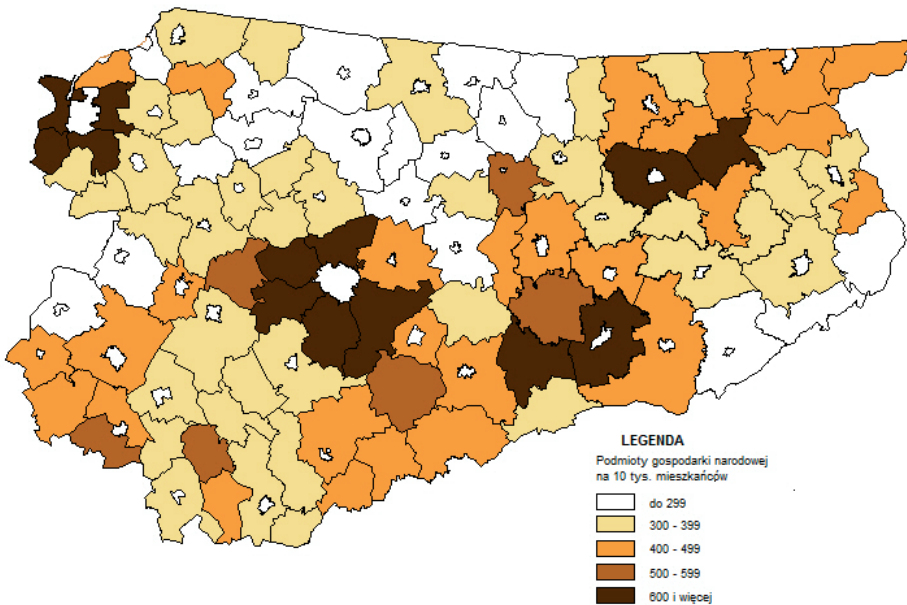 LEGENDA
Podmioty gospodarki narodowej
na 10 tys. mieszkańców
do 299
300 - 399
400 - 499
500 - 599
600 i więcej